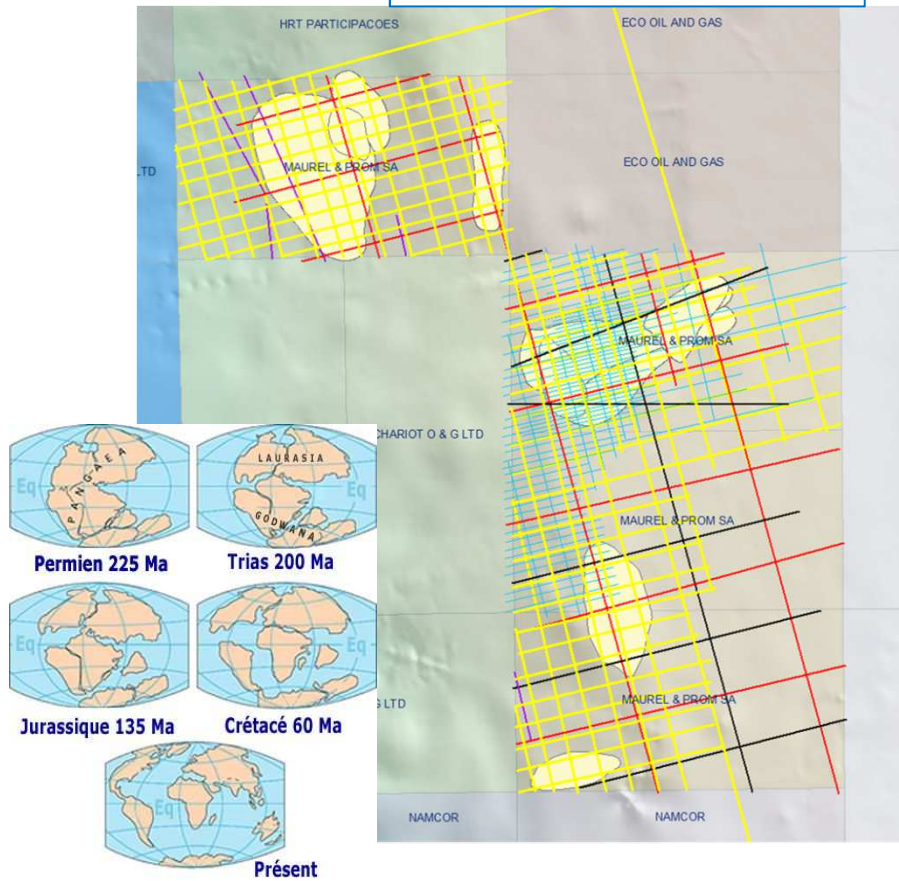 HRT PARTICIPACOES
ECO OIL AND GAS
LTD
MAUREL & PROM SA
ECO OIL AND GAS
MAUREL & PROM SA
CHARIOT O & G LTD
MAUREL & PROM SA
G LTD
MAUREL & PROM SA
NAMCOR
NAMCOR
PANGAEA
Eq
Permien 225 Ma
LAURASIA
GODWANA
Trias 200 Ma
Eq
Jurassique 135 Ma
Eq
Crétacé 60 Ma
Eq
Présent